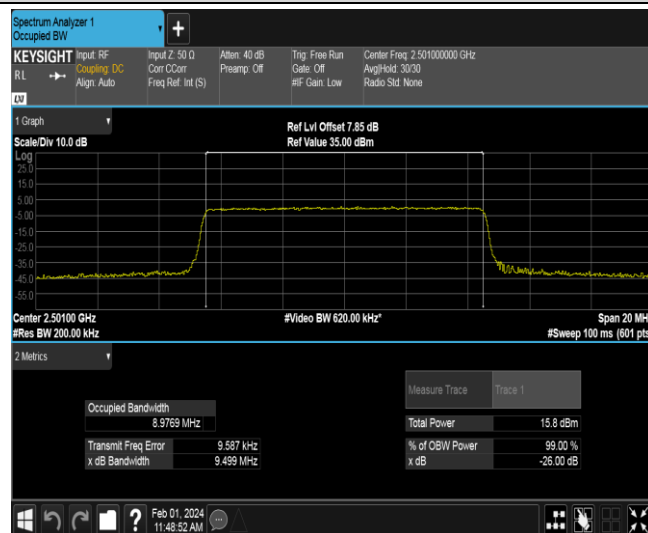 Spectrum Analyzer 1
Occupied BW
KEYSIGHT Input: RF Input Z: 50 Ω Atten: 40 dB Trig: Free Run Center Freq: 2.501000000 GHz
RL Coupling: DC Corr CCorr Preamp: Off Gate: Off Avg|Hold: 30/30
Align: Auto Freq Ref: Int (S) #IF Gain: Low Radio Std: None
LXI
1 Graph
Ref Lvl Offset 7.85 dB
Scale/Div 10.0 dB Ref Value 35.00 dBm
Log
25.0
15.0
5.00
-5.00
-15.0
-25.0
-35.0
-45.0
-55.0
Center 2.50100 GHz #Video BW 620.00 kHz* Span 20 MH
#Res BW 200.00 kHz #Sweep 100 ms (601 pts
2 Metrics
Measure Trace Trace 1
Occupied Bandwidth
8.9769 MHz Total Power 15.8 dBm
Transmit Freq Error 9.587 kHz % of OBW Power 99.00 %
x dB Bandwidth 9.499 MHz x dB -26.00 dB
Feb 01, 2024
11:48:52 AM